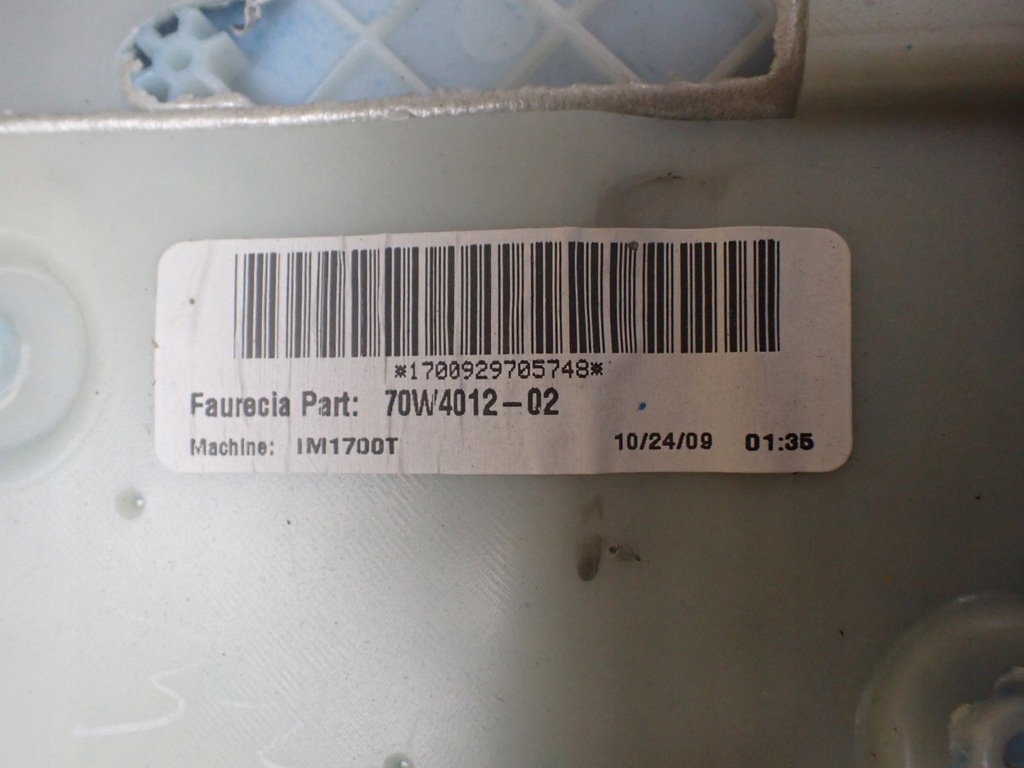 *1700929705748*
Faurecia Part: 70W4012-02
Machine: IM1700T 10/24/09 01:35